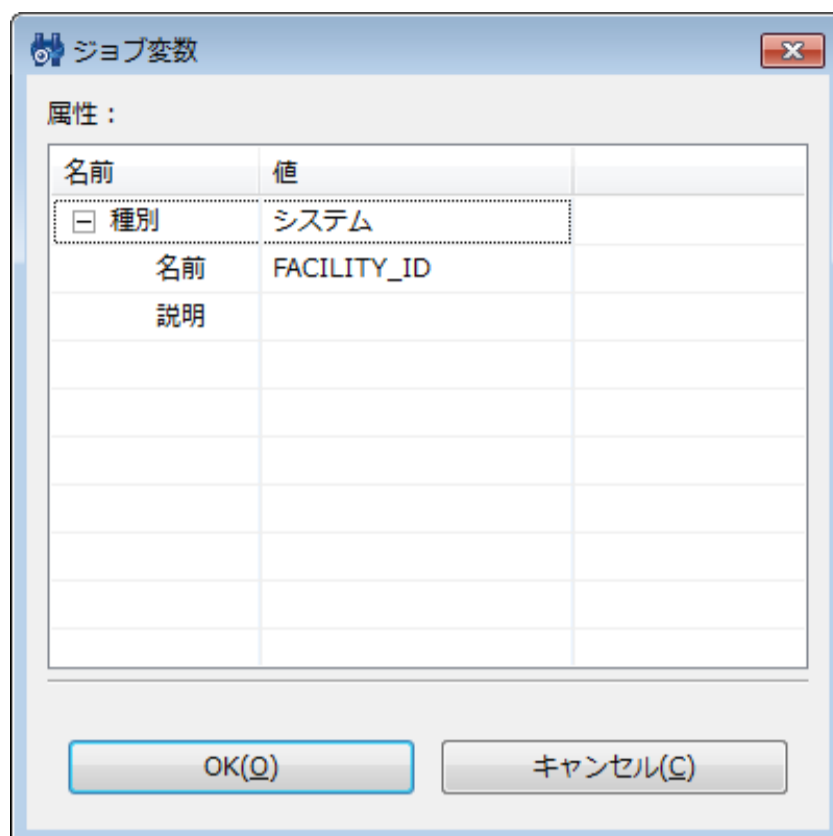 ジョブ変数
属性：
名前 値
種別 システム
名前 FACILITY_ID
説明
OK(O) キャンセル(C)